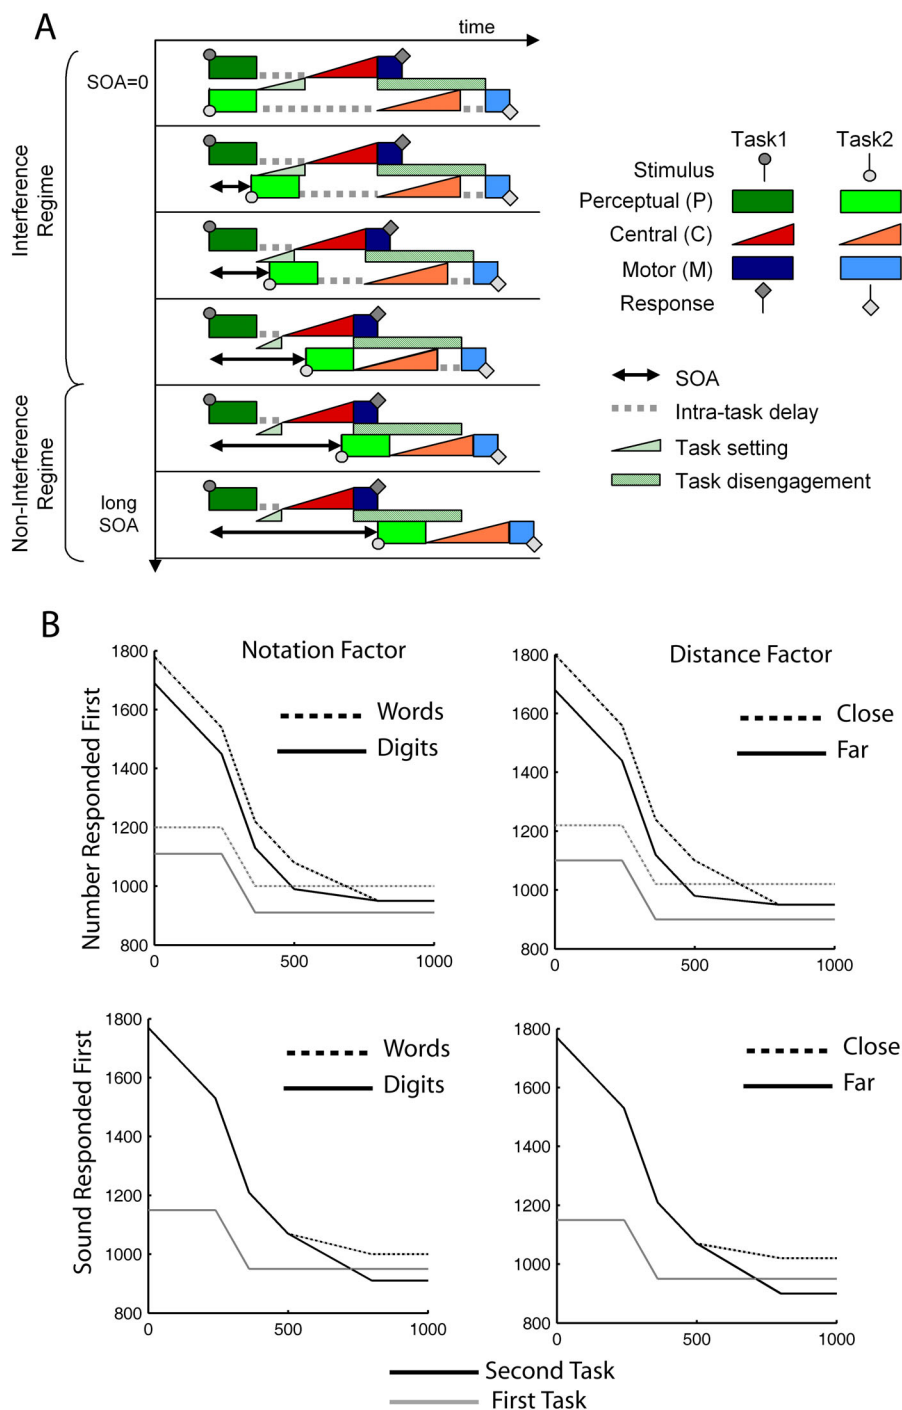 A
time
Interference
Regime
Non-Interference
Regime
SOA=0
long
SOA
Task1
Task2
Stimulus
Perceptual (P)
Central (C)
Motor (M)
Response
SOA
Intra-task delay
Task setting
Task disengagement
B
Number Responded First
Notation Factor
Words
Digits
1800
1600
1400
1200
1000
800
0
500
1000
Distance Factor
Close
Far
1800
1600
1400
1200
1000
800
0
500
1000
Sound Responded First
Words
Digits
1800
1600
1400
1200
1000
800
0
500
1000
Close
Far
1800
1600
1400
1200
1000
800
0
500
1000
Second Task
First Task